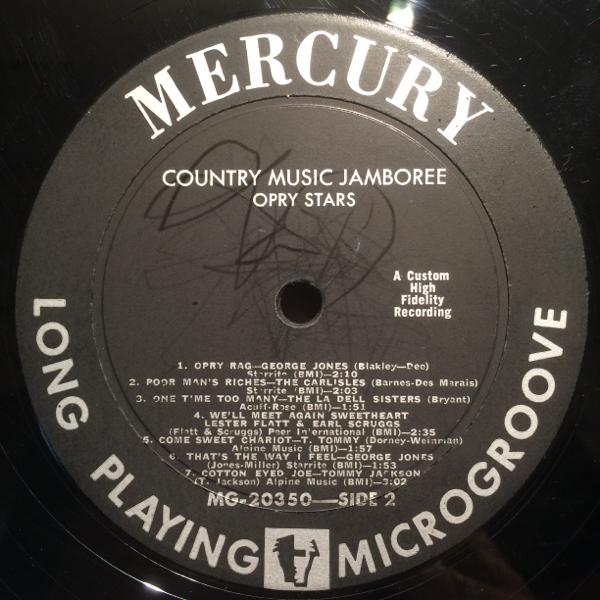 MERCURY
COUNTRY MUSIC JAMBOREE
OPRY STARS
A Custom
High
Fidelity
Recording
1. OPRY RAG—GEORGE JONES (Blakley—Dee)
Starrite (BMI)—2:10
2. POOR MAN'S RICHES—THE CARLISLES (Barnes-Des Marais)
Starrite (BMI)—2:03
3. ONE TIME TOO MANY—THE LA DELL SISTERS (Bryant)
Acuff-Rose (BMI)—1:51
4. WE'LL MEET AGAIN SWEETHEART
LESTER FLATT & EARL SCRUGGS
(Flatt & Scruggs) Peer International (BMI)—2:35
5. COME SWEET CHARIOT—T. TOMMY (Dorney-Weinman)
Alpine Music (BMI)—1:57
6. THAT'S THE WAY I FEEL—GEORGE JONES
(Jones-Miller) Starrite (BMI)—1:53
7. COTTON EYED JOE—TOMMY JACKSON
(T. Jackson) Alpine Music (BMI)—3:02
MG-20350—SIDE 2
LONG PLAYING MICROGROOVE